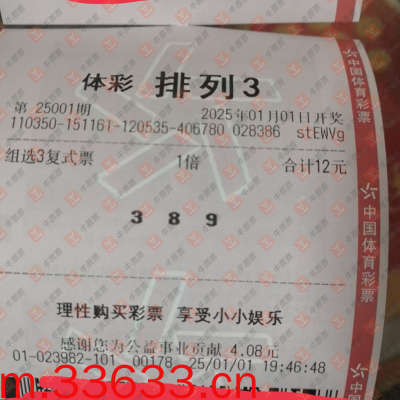 体彩 排列3
第 25001期 2025年01月01日开奖
110350-151161-120535-406780 028386 stEWVg
组选3复式票 1倍 合计12元
3 8 9
理性购买彩票 享受小小娱乐
感谢您为公益事业贡献 4.08元
01-023982-101 00178 25/01/01 19:46:48
m.33633.cn
中国体育彩票
中国体育彩票